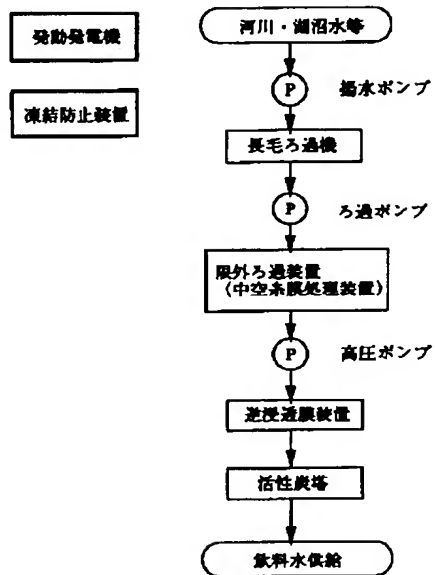 発動発電機
凍結防止装置
河川・湖沼水等
P
揚水ポンプ
長毛ろ過機
P
ろ過ポンプ
限外ろ過装置
(中空糸膜処理装置)
P
高圧ポンプ
逆浸透膜装置
活性炭塔
飲料水供給